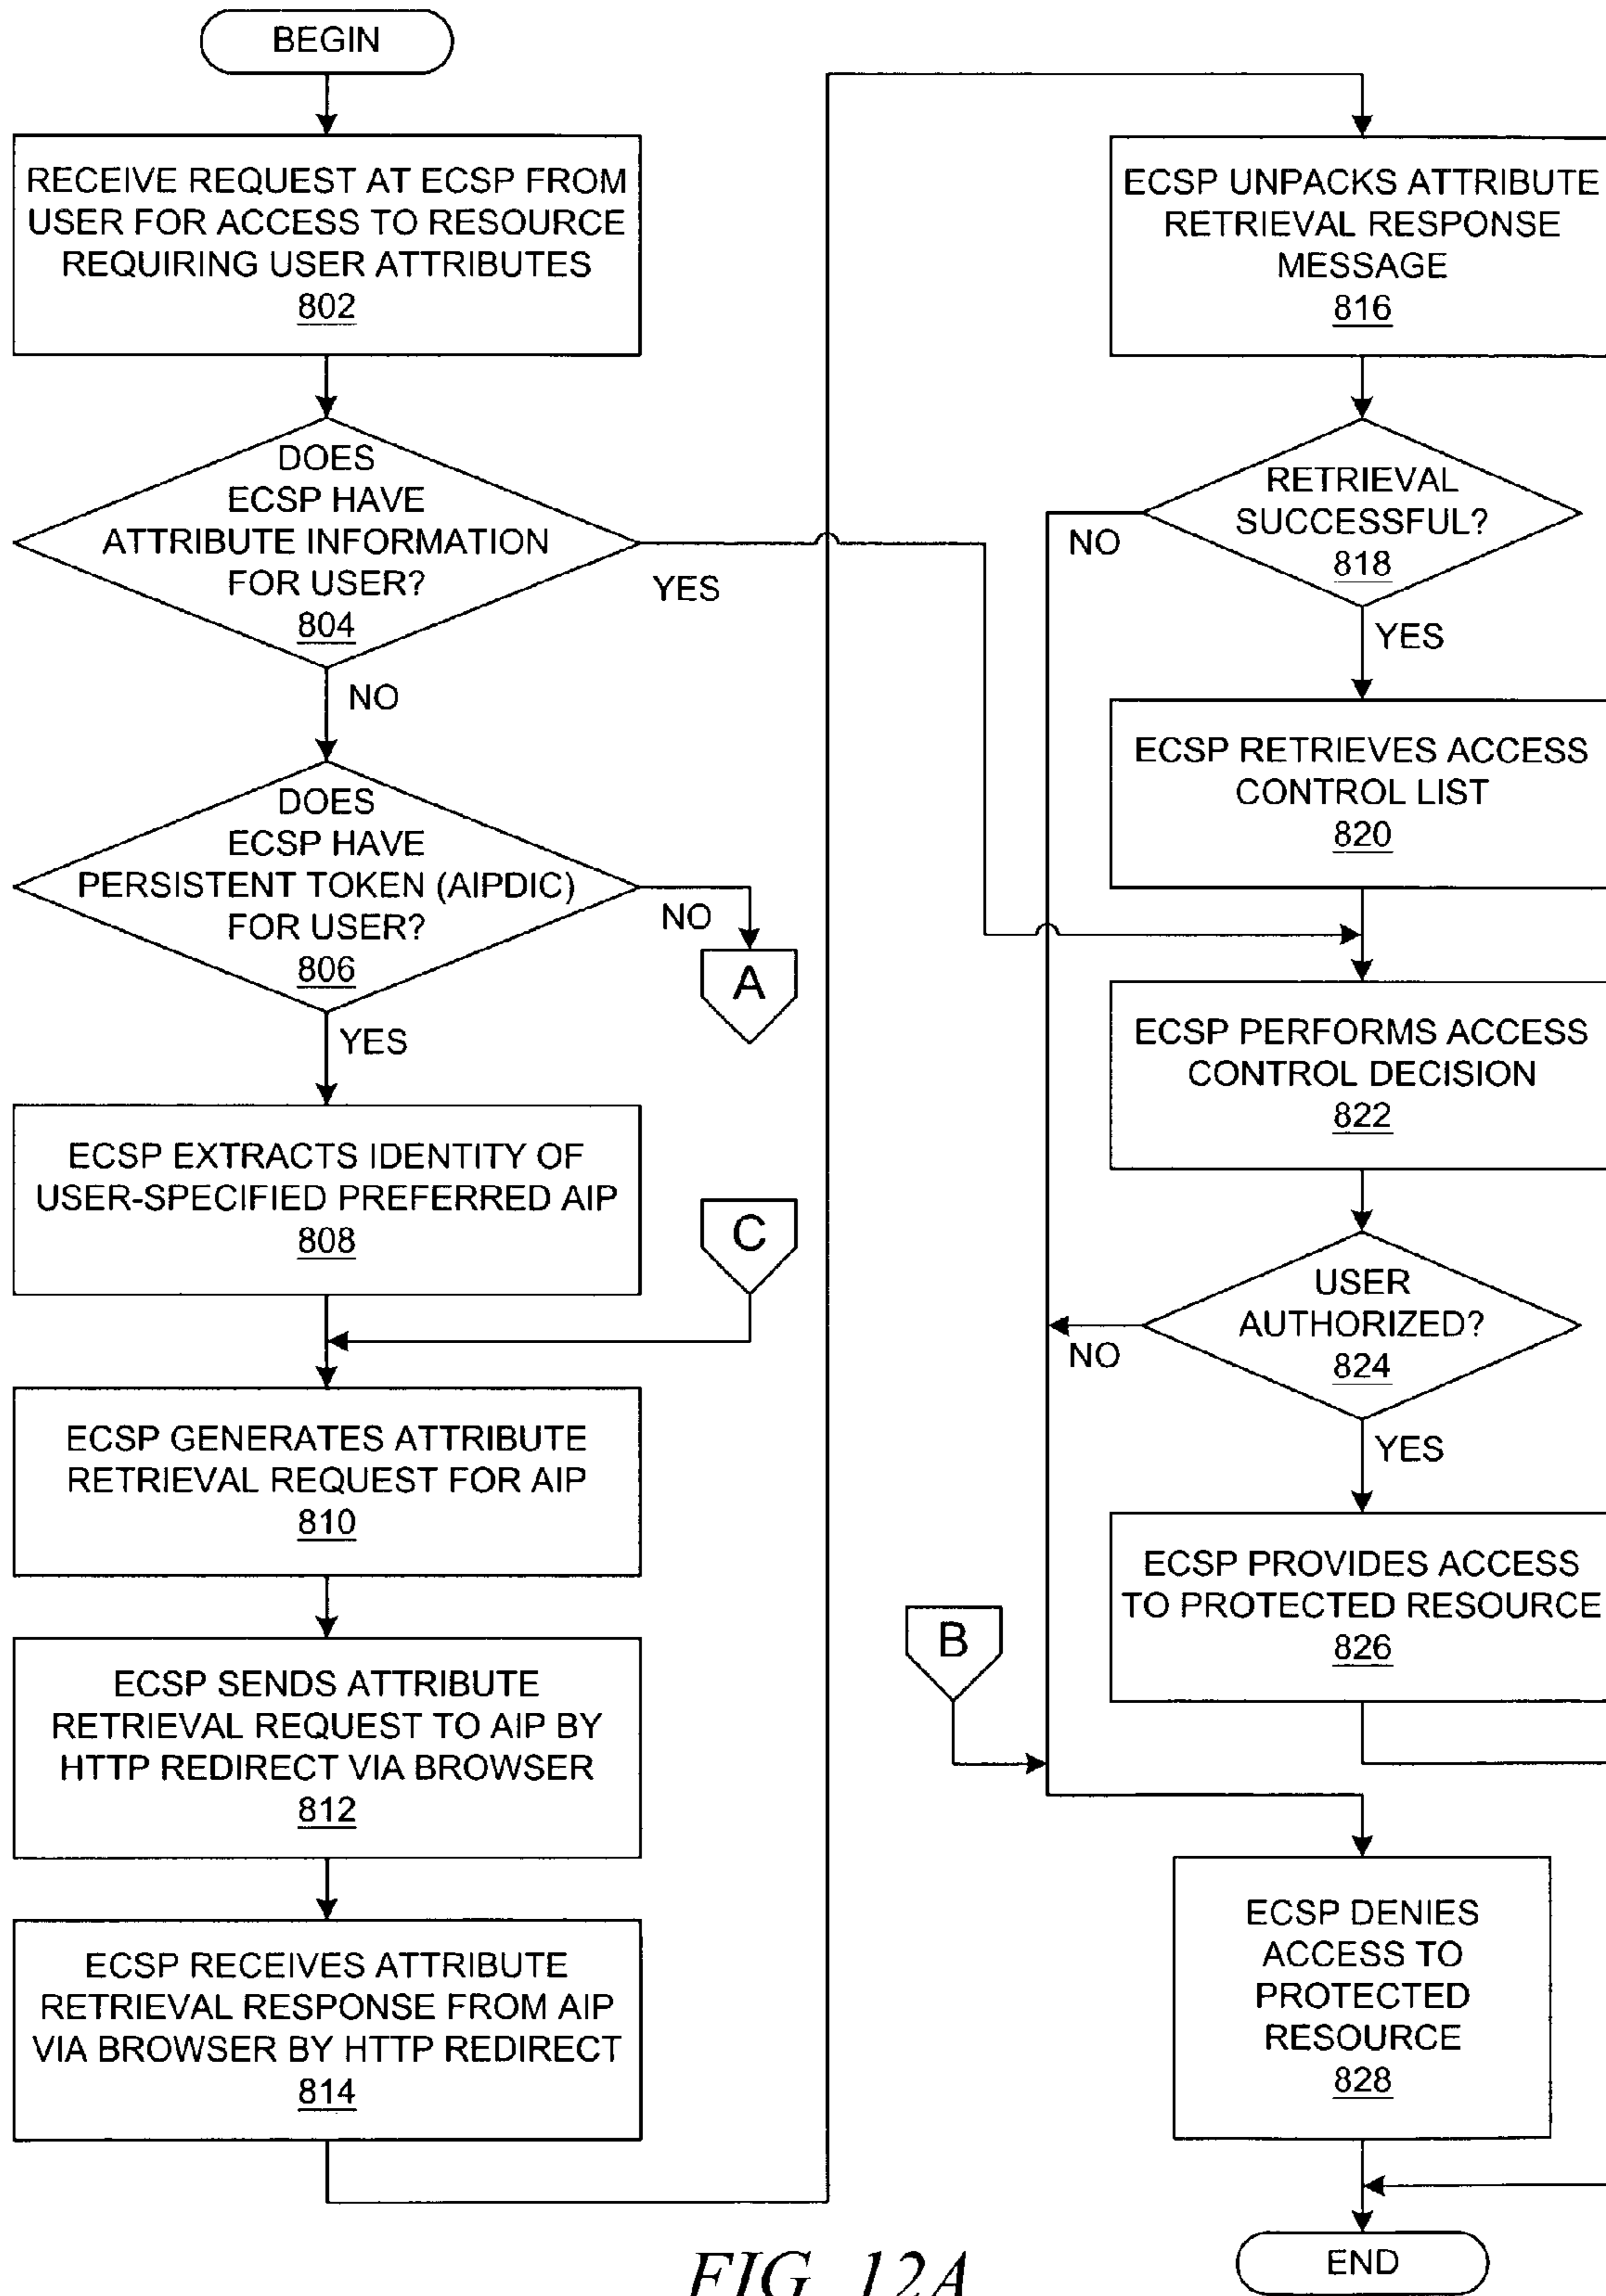 BEGIN
RECEIVE REQUEST AT ECSP FROM
USER FOR ACCESS TO RESOURCE
REQUIRING USER ATTRIBUTES
802
DOES
ECSP HAVE
ATTRIBUTE INFORMATION
FOR USER?
804
YES
NO
DOES
ECSP HAVE
PERSISTENT TOKEN (AIPDIC)
FOR USER?
806
NO
A
YES
ECSP EXTRACTS IDENTITY OF
USER-SPECIFIED PREFERRED AIP
808
C
ECSP GENERATES ATTRIBUTE
RETRIEVAL REQUEST FOR AIP
810
ECSP SENDS ATTRIBUTE
RETRIEVAL REQUEST TO AIP BY
HTTP REDIRECT VIA BROWSER
812
ECSP RECEIVES ATTRIBUTE
RETRIEVAL RESPONSE FROM AIP
VIA BROWSER BY HTTP REDIRECT
814
ECSP UNPACKS ATTRIBUTE
RETRIEVAL RESPONSE
MESSAGE
816
RETRIEVAL
SUCCESSFUL?
818
NO
YES
ECSP RETRIEVES ACCESS
CONTROL LIST
820
ECSP PERFORMS ACCESS
CONTROL DECISION
822
USER
AUTHORIZED?
824
NO
YES
ECSP PROVIDES ACCESS
TO PROTECTED RESOURCE
826
B
ECSP DENIES
ACCESS TO
PROTECTED
RESOURCE
828
END
FIG. 12A